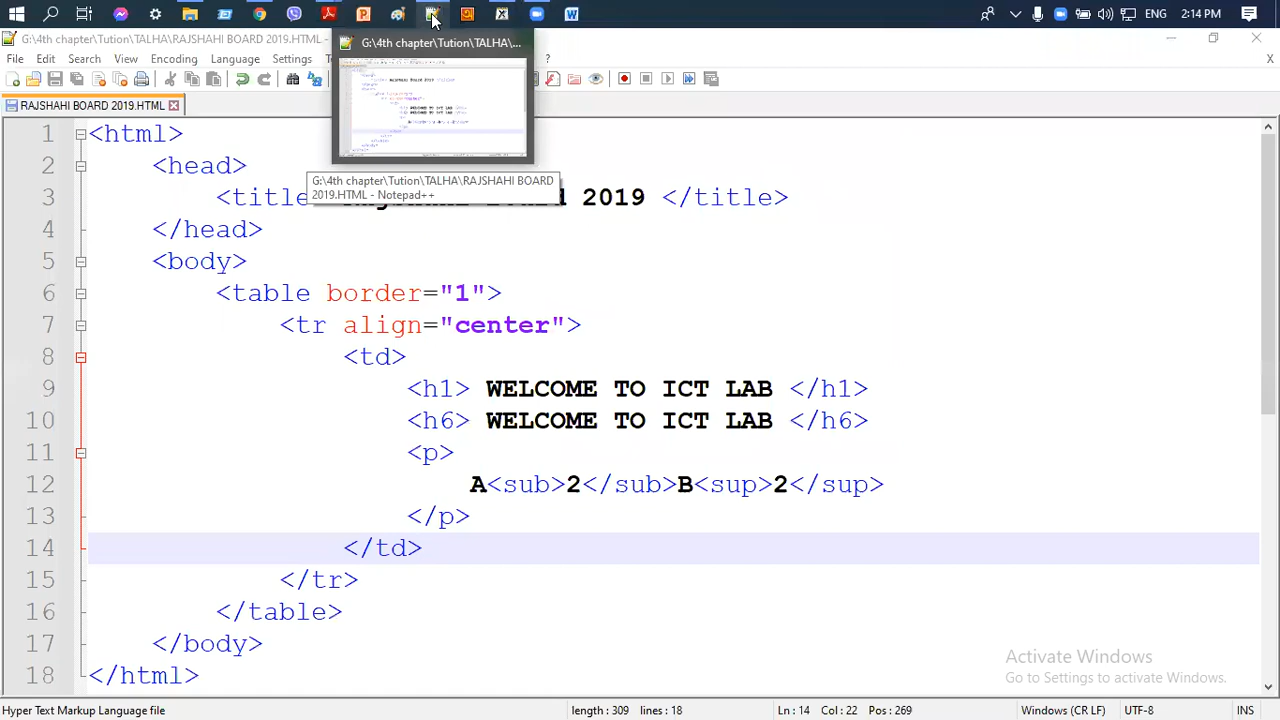 G:\4th chapter\Tution\TALHA\RAJSHAHI BOARD 2019.HTML -
G:\4th chapter\Tution\TALHA\...
File Edit Search View Encoding Language Settings
RAJSHAHI BOARD 2019.HTML
G:\4th chapter\Tution\TALHA\RAJSHAHI BOARD
2019.HTML - Notepad++
1 <html>
2 <head>
3 <title 2019 </title>
4 </head>
5 <body>
6 <table border="1">
7 <tr align="center">
8 <td>
9 <h1> WELCOME TO ICT LAB </h1>
10 <h6> WELCOME TO ICT LAB </h6>
11 <p>
12 A<sub>2</sub>B<sup>2</sup>
13 </p>
14 </td>
15 </tr>
16 </table>
17 </body>
18 </html>
Activate Windows
Go to Settings to activate Windows.
Hyper Text Markup Language file length : 309 lines : 18 Ln : 14 Col : 22 Pos : 269 Windows (CR LF) UTF-8 INS